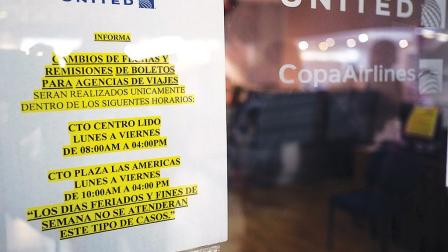 UNITED
INFORMA
CAMBIOS DE FECHAS Y
REMISIONES DE BOLETOS
PARA AGENCIAS DE VIAJES
SERAN REALIZADOS UNICAMENTE
DENTRO DE LOS SIGUIENTES HORARIOS:
CTO CENTRO LIDO
LUNES A VIERNES
DE 08:00AM A 04:00PM
CTO PLAZA LAS AMERICAS
LUNES A VIERNES
DE 10:00AM A 04:00 PM
"LOS DIAS FERIADOS Y FINES DE
SEMANA NO SE ATENDERAN
ESTE TIPO DE CASOS."
UNITED
CopaAirlines